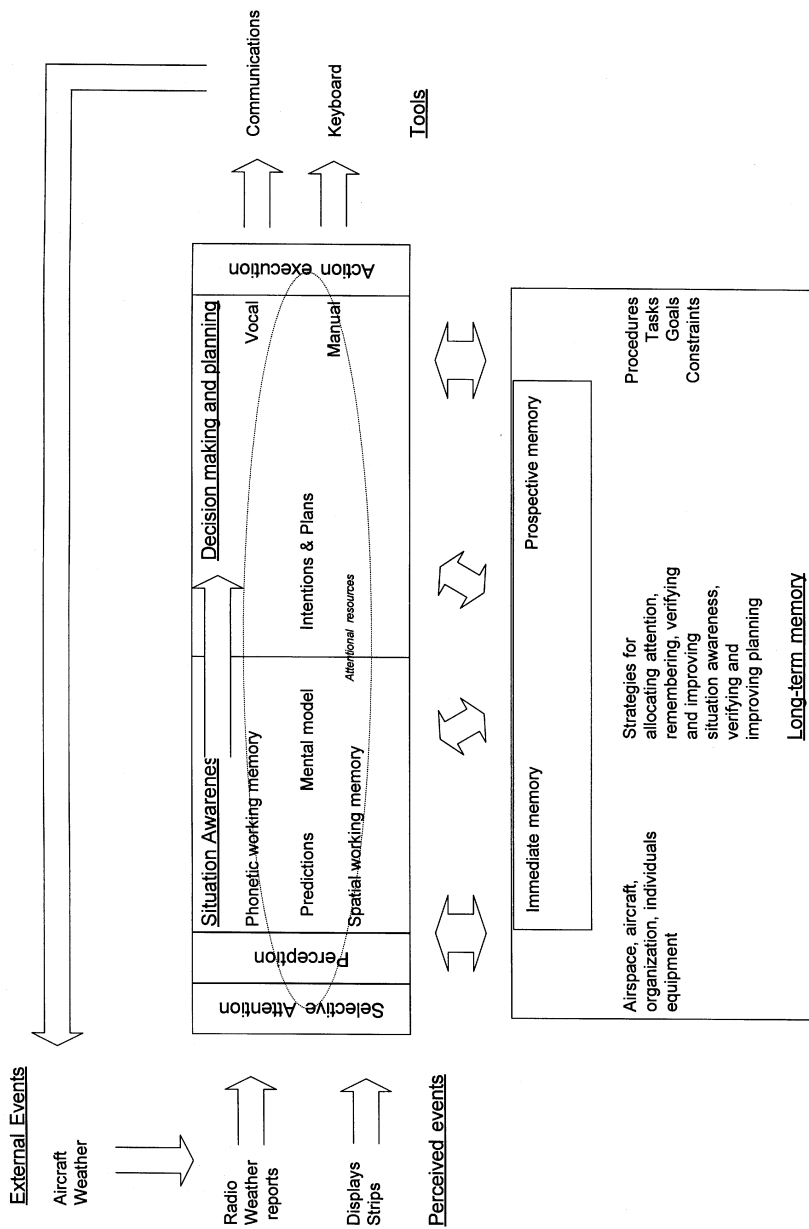 External Events
Aircraft
Weather
Radio
Weather
reports
Displays
Strips
Perceived events
Selective Attention
Perception
Situation Awarenes
Phonetic working memory
Predictions Mental model
Spatial working memory
Decision making and planning
Intentions & Plans
Attentional resources
Vocal
Manual
Action execution
Communications
Keyboard
Tools
Immediate memory
Prospective memory
Airspace, aircraft,
organization, individuals
equipment
Strategies for
allocating attention,
remembering, verifying
and improving
situation awareness,
verifying and
improving planning
Procedures
Tasks
Goals
Constraints
Long-term memory